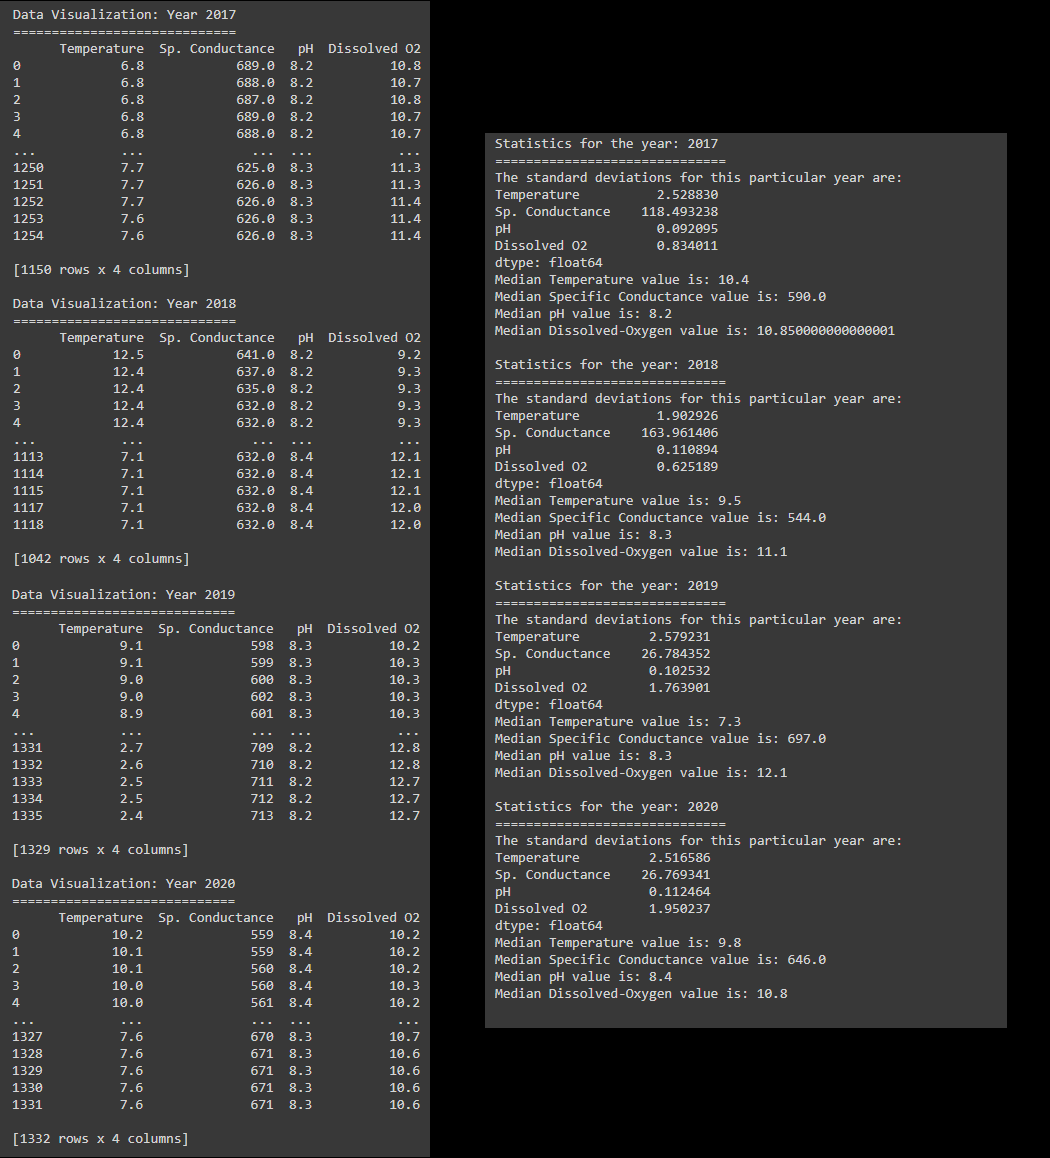 Data Visualization: Year 2017
=============================
Temperature Sp. Conductance pH Dissolved O2
0 6.8 689.0 8.2 10.8
1 6.8 688.0 8.2 10.7
2 6.8 687.0 8.2 10.8
3 6.8 689.0 8.2 10.7
4 6.8 688.0 8.2 10.7
... ... ... ... ...
1250 7.7 625.0 8.3 11.3
1251 7.7 626.0 8.3 11.3
1252 7.7 626.0 8.3 11.4
1253 7.6 626.0 8.3 11.4
1254 7.6 626.0 8.3 11.4
[1150 rows x 4 columns]
Data Visualization: Year 2018
=============================
Temperature Sp. Conductance pH Dissolved O2
0 12.5 641.0 8.2 9.2
1 12.4 637.0 8.2 9.3
2 12.4 635.0 8.2 9.3
3 12.4 632.0 8.2 9.3
4 12.4 632.0 8.2 9.3
... ... ... ... ...
1113 7.1 632.0 8.4 12.1
1114 7.1 632.0 8.4 12.1
1115 7.1 632.0 8.4 12.1
1117 7.1 632.0 8.4 12.0
1118 7.1 632.0 8.4 12.0
[1042 rows x 4 columns]
Data Visualization: Year 2019
=============================
Temperature Sp. Conductance pH Dissolved O2
0 9.1 598 8.3 10.2
1 9.1 599 8.3 10.3
2 9.0 600 8.3 10.3
3 9.0 602 8.3 10.3
4 8.9 601 8.3 10.3
... ... ... ... ...
1331 2.7 709 8.2 12.8
1332 2.6 710 8.2 12.8
1333 2.5 711 8.2 12.7
1334 2.5 712 8.2 12.7
1335 2.4 713 8.2 12.7
[1329 rows x 4 columns]
Data Visualization: Year 2020
=============================
Temperature Sp. Conductance pH Dissolved O2
0 10.2 559 8.4 10.2
1 10.1 559 8.4 10.2
2 10.1 560 8.4 10.2
3 10.0 560 8.4 10.3
4 10.0 561 8.4 10.2
... ... ... ... ...
1327 7.6 670 8.3 10.7
1328 7.6 671 8.3 10.6
1329 7.6 671 8.3 10.6
1330 7.6 671 8.3 10.6
1331 7.6 671 8.3 10.6
[1332 rows x 4 columns]
Statistics for the year: 2017
==============================
The standard deviations for this particular year are:
Temperature 2.528830
Sp. Conductance 118.493238
pH 0.092095
Dissolved O2 0.834011
dtype: float64
Median Temperature value is: 10.4
Median Specific Conductance value is: 590.0
Median pH value is: 8.2
Median Dissolved-Oxygen value is: 10.850000000000001
Statistics for the year: 2018
==============================
The standard deviations for this particular year are:
Temperature 1.902926
Sp. Conductance 163.961406
pH 0.110894
Dissolved O2 0.625189
dtype: float64
Median Temperature value is: 9.5
Median Specific Conductance value is: 544.0
Median pH value is: 8.3
Median Dissolved-Oxygen value is: 11.1
Statistics for the year: 2019
==============================
The standard deviations for this particular year are:
Temperature 2.579231
Sp. Conductance 26.784352
pH 0.102532
Dissolved O2 1.763901
dtype: float64
Median Temperature value is: 7.3
Median Specific Conductance value is: 697.0
Median pH value is: 8.3
Median Dissolved-Oxygen value is: 12.1
Statistics for the year: 2020
==============================
The standard deviations for this particular year are:
Temperature 2.516586
Sp. Conductance 26.769341
pH 0.112464
Dissolved O2 1.950237
dtype: float64
Median Temperature value is: 9.8
Median Specific Conductance value is: 646.0
Median pH value is: 8.4
Median Dissolved-Oxygen value is: 10.8